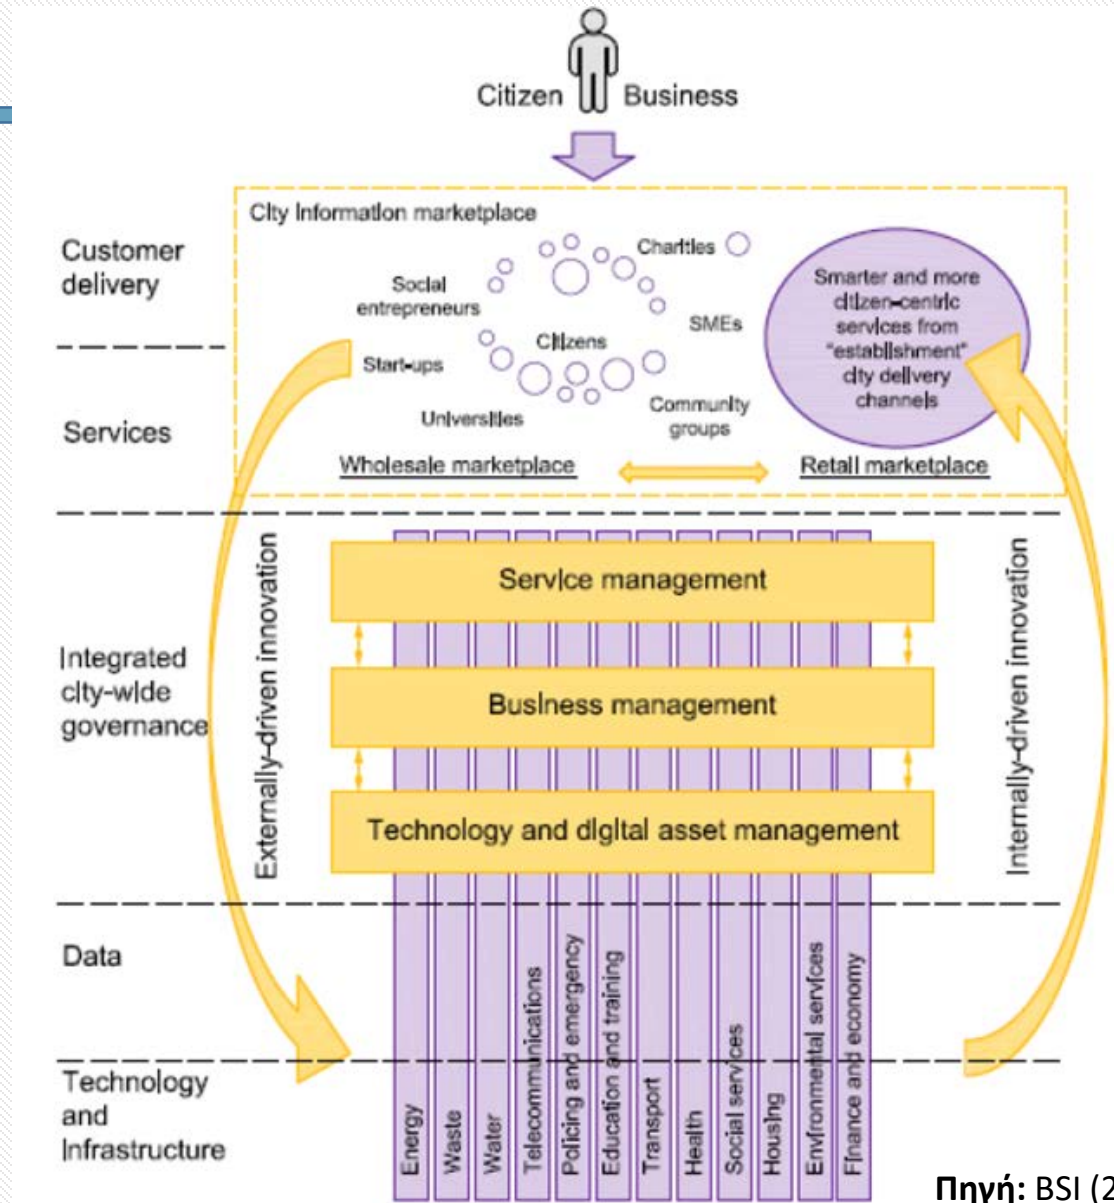 Citizen Business
City information marketplace
Customer
delivery
Services
Social
entrepreneurs
Charities
SMEs
Citizens
Start-ups
Universities
Community
groups
Smarter and more
citizen-centric
services from
"establishment"
city delivery
channels
Wholesale marketplace
Retail marketplace
Integrated
city-wide
governance
Externally-driven innovation
Service management
Business management
Technology and digital asset management
Internally-driven innovation
Data
Technology
and
Infrastructure
Energy
Waste
Water
Telecommunications
Policing and emergency
Education and training
Transport
Health
Social services
Housing
Environmental services
Finance and economy
Πηγή: BSI (2